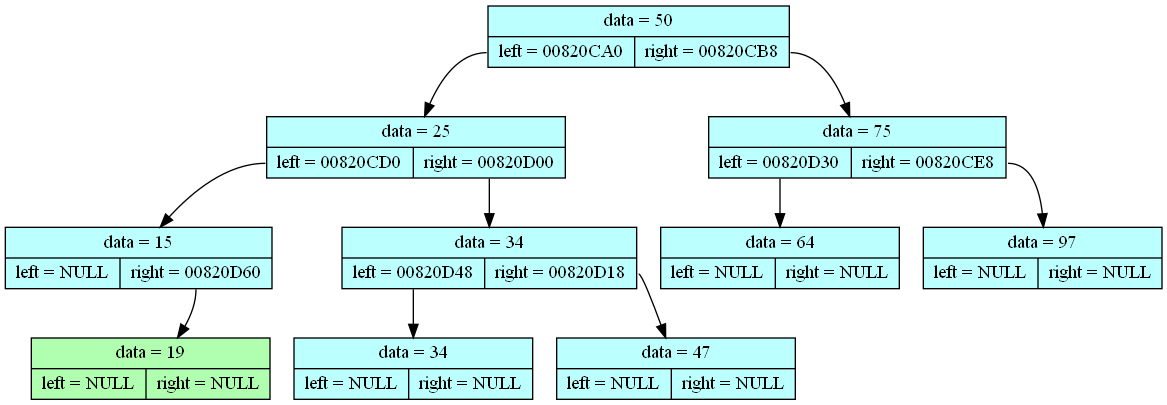 data = 50
left = 00820CA0 right = 00820CB8
data = 25
left = 00820CD0 right = 00820D00
data = 75
left = 00820D30 right = 00820CE8
data = 15
left = NULL right = 00820D60
data = 34
left = 00820D48 right = 00820D18
data = 64
left = NULL right = NULL
data = 97
left = NULL right = NULL
data = 19
left = NULL right = NULL
data = 34
left = NULL right = NULL
data = 47
left = NULL right = NULL